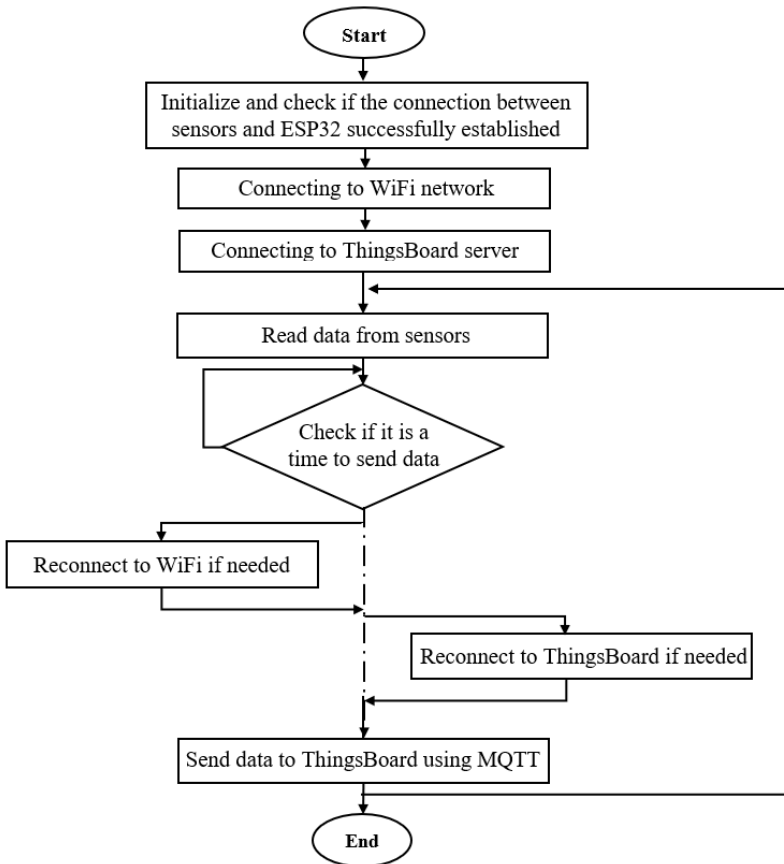 Start
Initialize and check if the connection between
sensors and ESP32 successfully established
Connecting to WiFi network
Connecting to ThingsBoard server
Read data from sensors
Check if it is a
time to send data
Reconnect to WiFi if needed
Reconnect to ThingsBoard if needed
Send data to ThingsBoard using MQTT
End